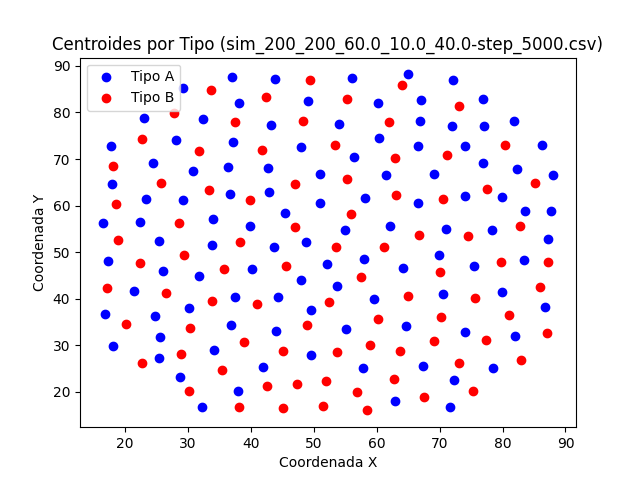 Centroides por Tipo (sim_200_200_60.0_10.0_40.0-step_5000.csv)
Tipo A
Tipo B
90
80
70
60
50
40
30
20
Coordenada Y
20 30 40 50 60 70 80 90
Coordenada X